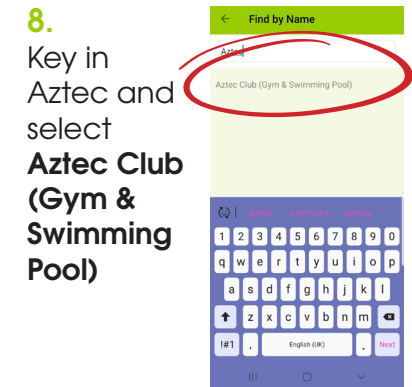 8.
Key in
Aztec and
select
Aztec Club
(Gym &
Swimming
Pool)
← Find by Name
Aztec
Aztec Club (Gym & Swimming Pool)
Aztec Aztecs
1 2 3 4 5 6 7 8 9 0
q w e r t y u i o p
a s d f g h j k l
z x c v b n m
!#1 , English (UK) . Next